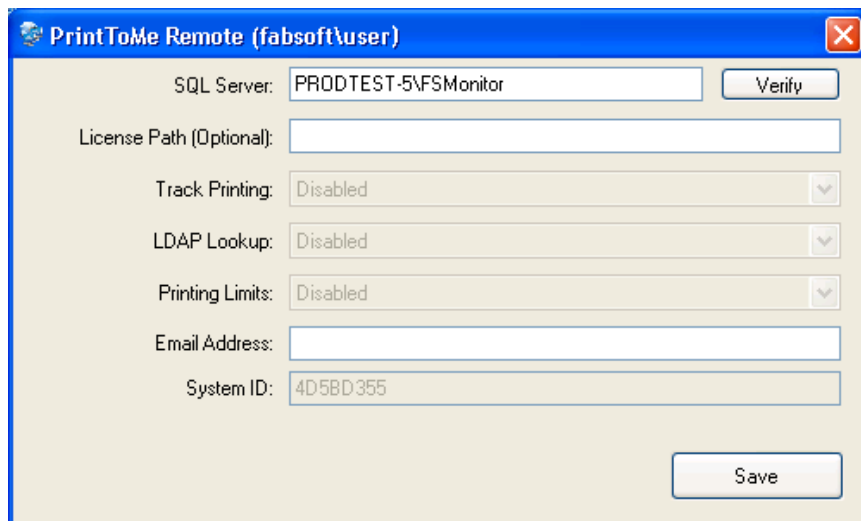 PrintToMe Remote (fabsoft\user)
SQL Server: PRODTEST-5\FSMonitor Verify
License Path (Optional):
Track Printing: Disabled
LDAP Lookup: Disabled
Printing Limits: Disabled
Email Address:
System ID: 4D5BD355
Save